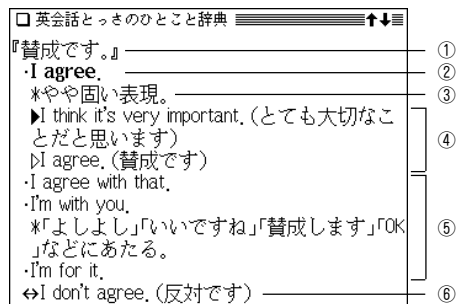 英会話とっさのひとこと辞典
『賛成です。』 ①
·I agree. ②
*やや固い表現。 ③
▶I think it's very important. (とても大切なこ
とだと思います) ④
▷I agree. (賛成です)
·I agree with that.
·I'm with you.
*「よしよし」「いいですね」「賛成します」「OK ⑤
」などにあたる。
·I'm for it.
↔I don't agree. (反対です) ⑥